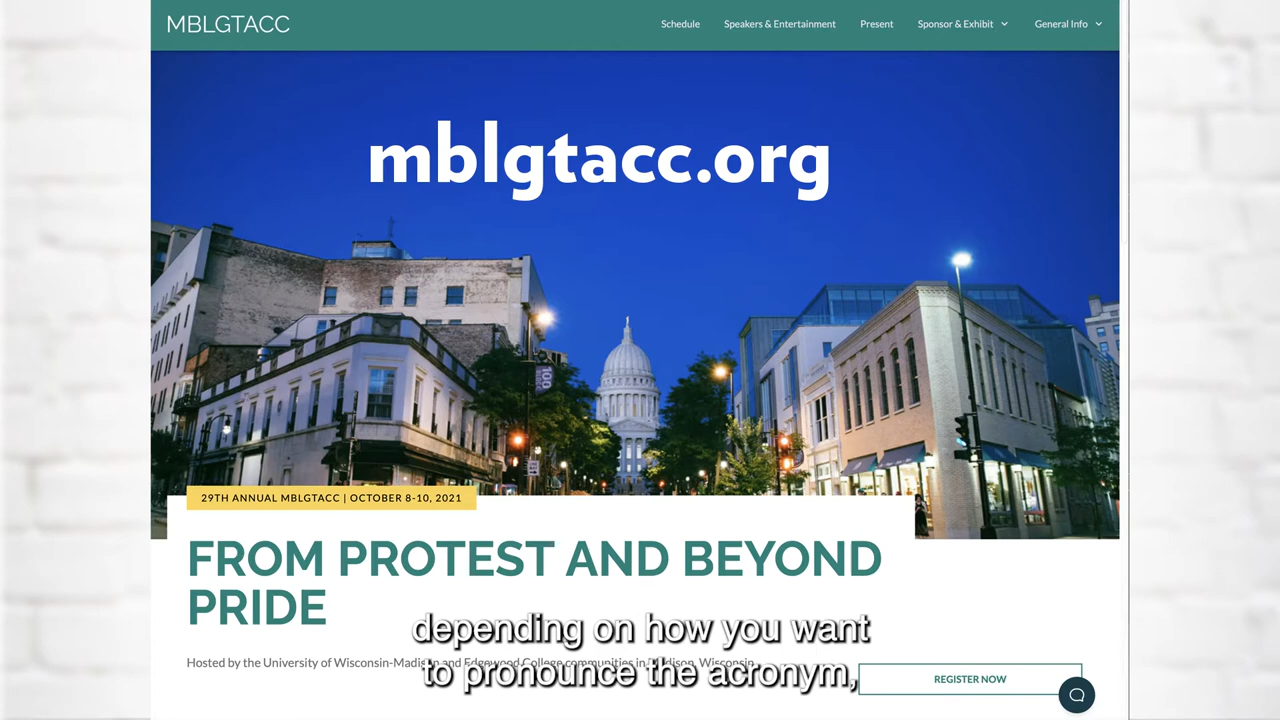 MBLGTACC
Schedule
Speakers & Entertainment
Present
Sponsor & Exhibit
General Info
mblgtacc.org
100
29TH ANNUAL MBLGTACC | OCTOBER 8-10, 2021
FROM PROTEST AND BEYOND
PRIDE
Hosted by the University of Wisconsin-Madison and Edgewood College communities in Madison, Wisconsin
depending on how you want
to pronounce the acronym,
REGISTER NOW